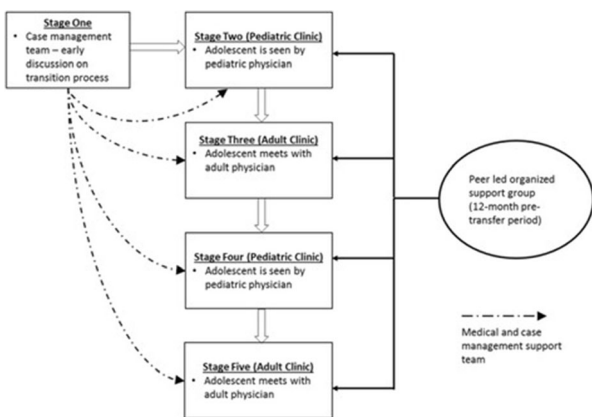 Stage One
• Case management
team – early
discussion on
transition process
Stage Two (Pediatric Clinic)
• Adolescent is seen by
pediatric physician
Stage Three (Adult Clinic)
• Adolescent meets with
adult physician
Stage Four (Pediatric Clinic)
• Adolescent is seen by
pediatric physician
Stage Five (Adult Clinic)
• Adolescent meets with
adult physician
Peer led organized
support group
(12-month pre-
transfer period)
Medical and case
management support
team